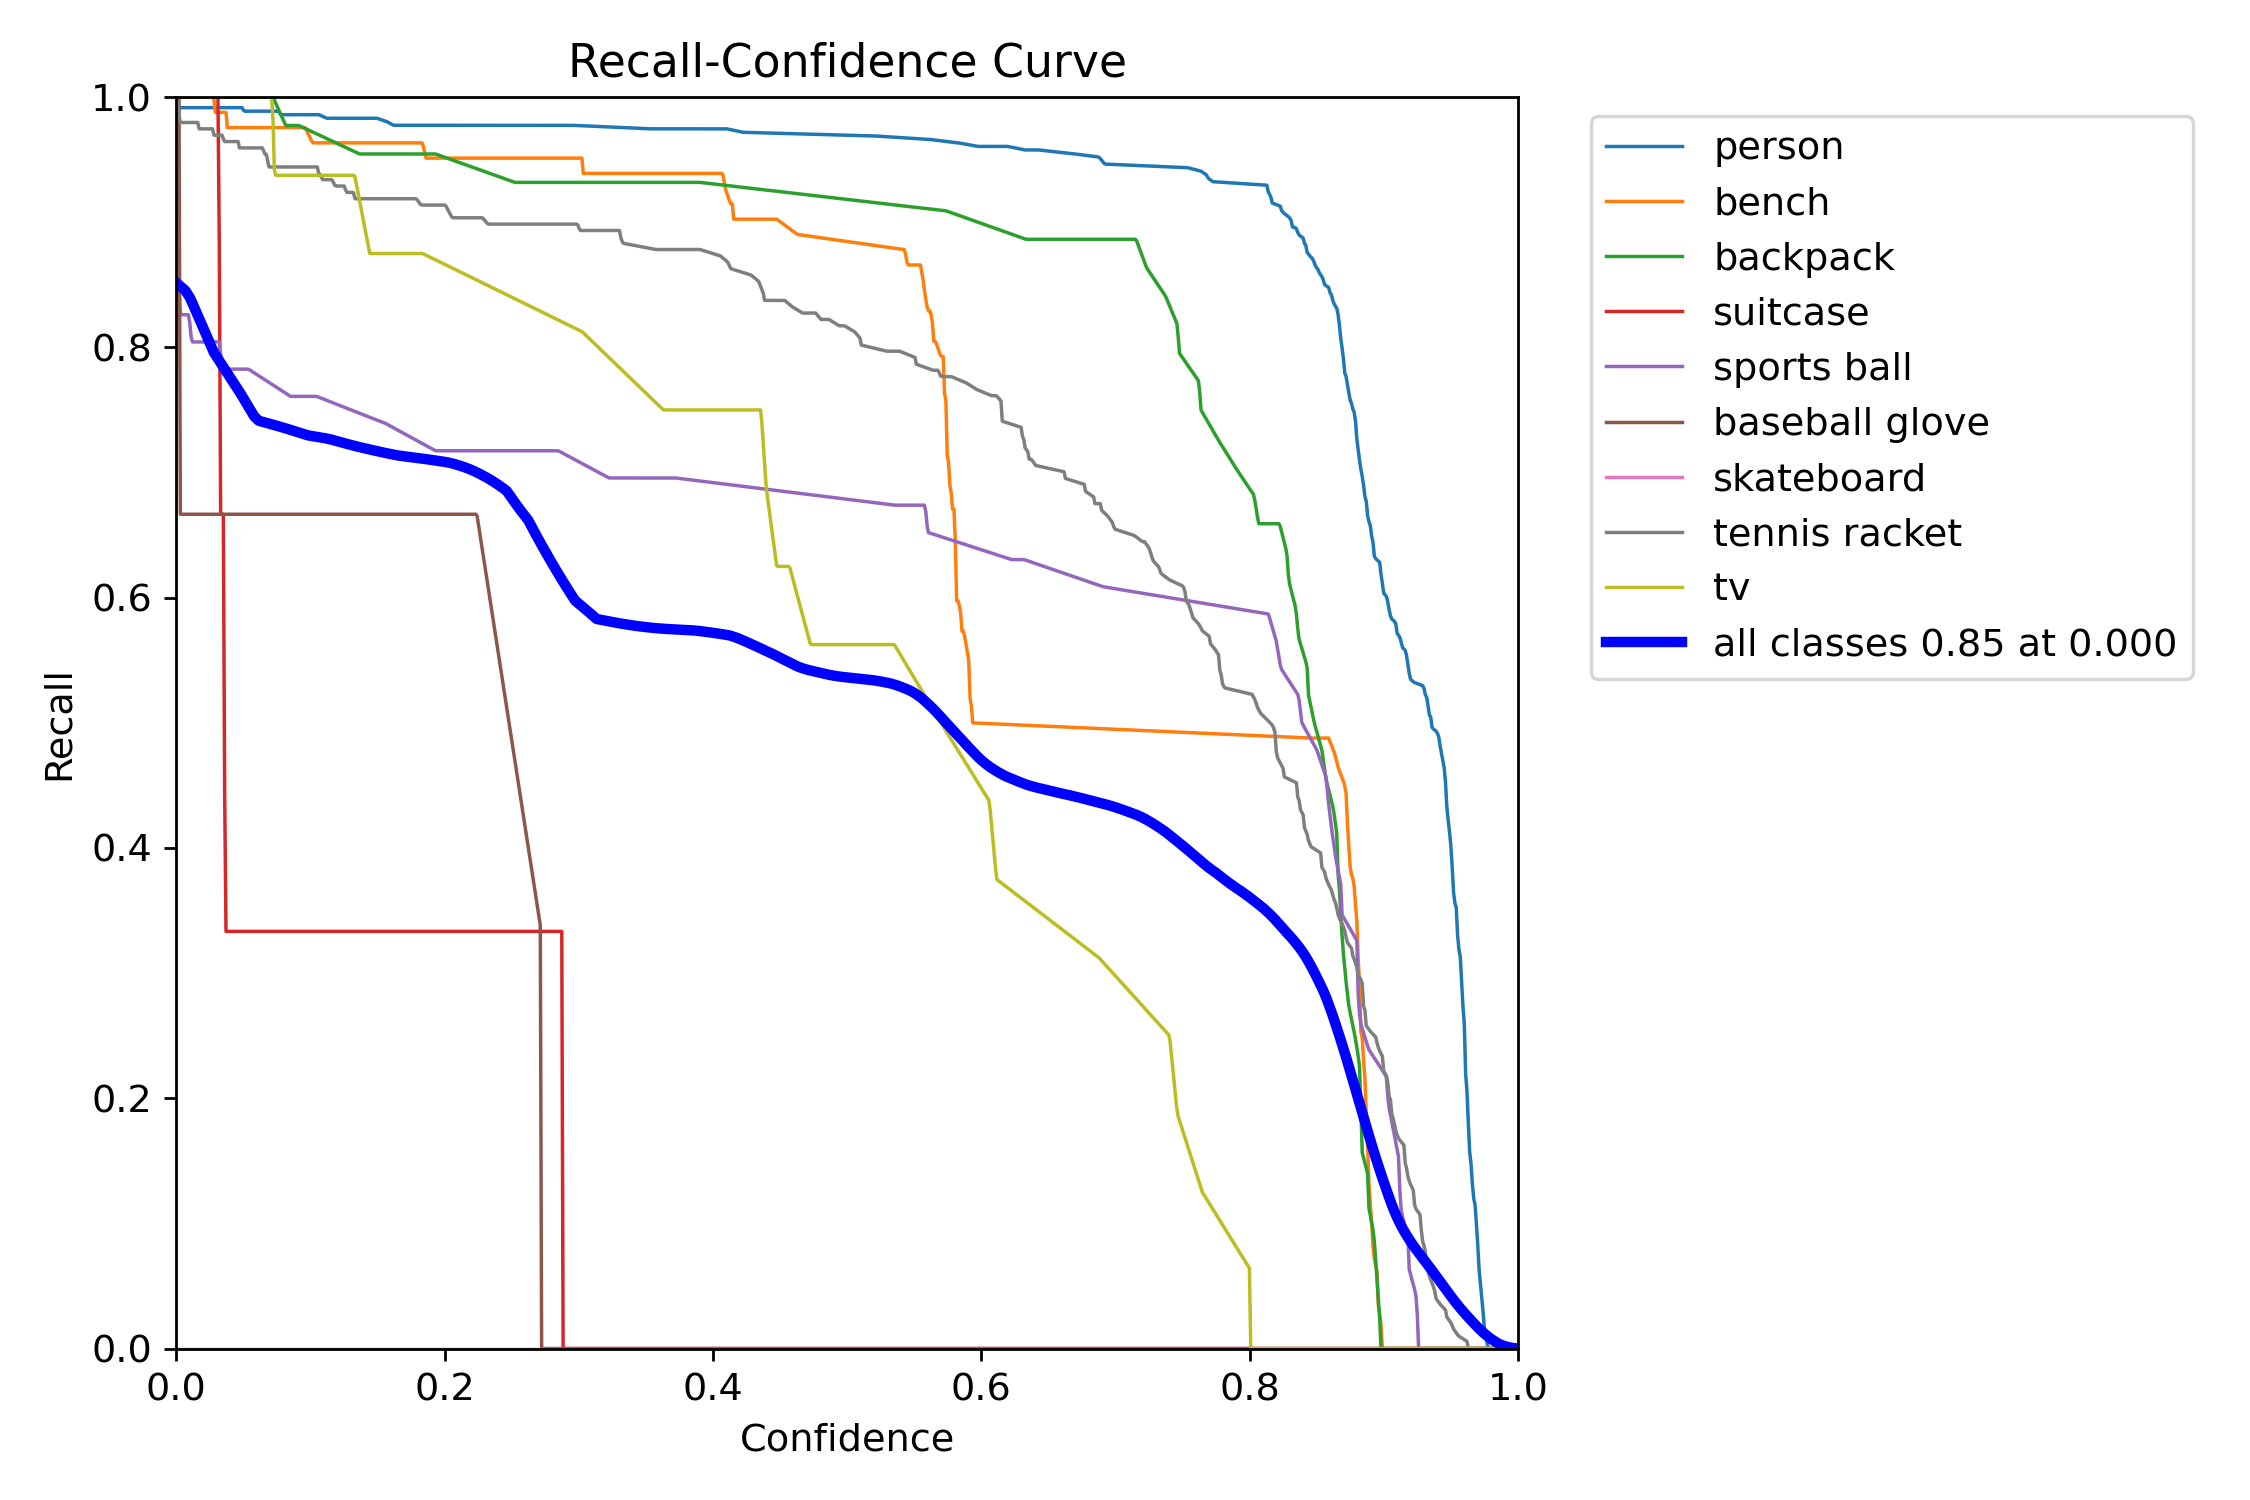 Recall-Confidence Curve
1.0
0.8
0.6
0.4
0.2
0.0
Recall
0.0 0.2 0.4 0.6 0.8 1.0
Confidence
person
bench
backpack
suitcase
sports ball
baseball glove
skateboard
tennis racket
tv
all classes 0.85 at 0.000